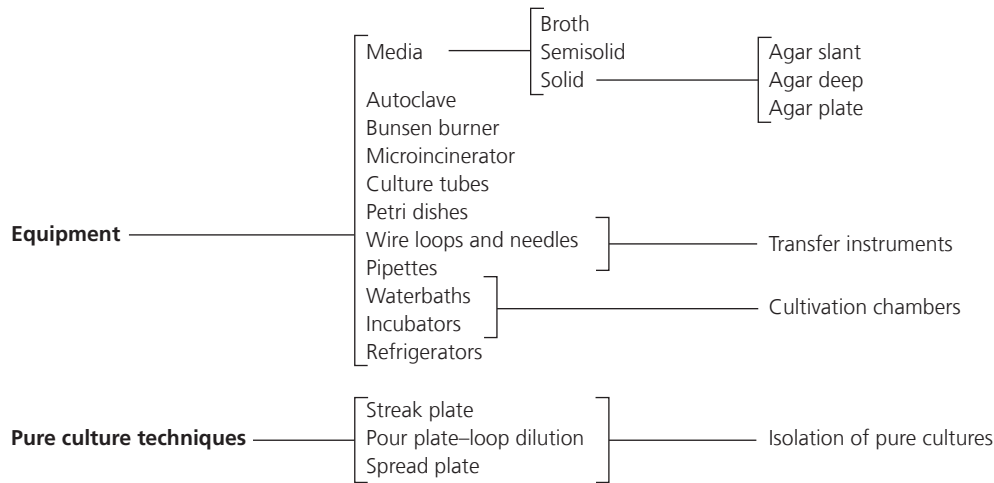 Equipment
Media
Broth
Semisolid
Solid
Agar slant
Agar deep
Agar plate
Autoclave
Bunsen burner
Microincinerator
Culture tubes
Petri dishes
Wire loops and needles
Pipettes
Transfer instruments
Waterbaths
Incubators
Cultivation chambers
Refrigerators
Pure culture techniques
Streak plate
Pour plate–loop dilution
Spread plate
Isolation of pure cultures